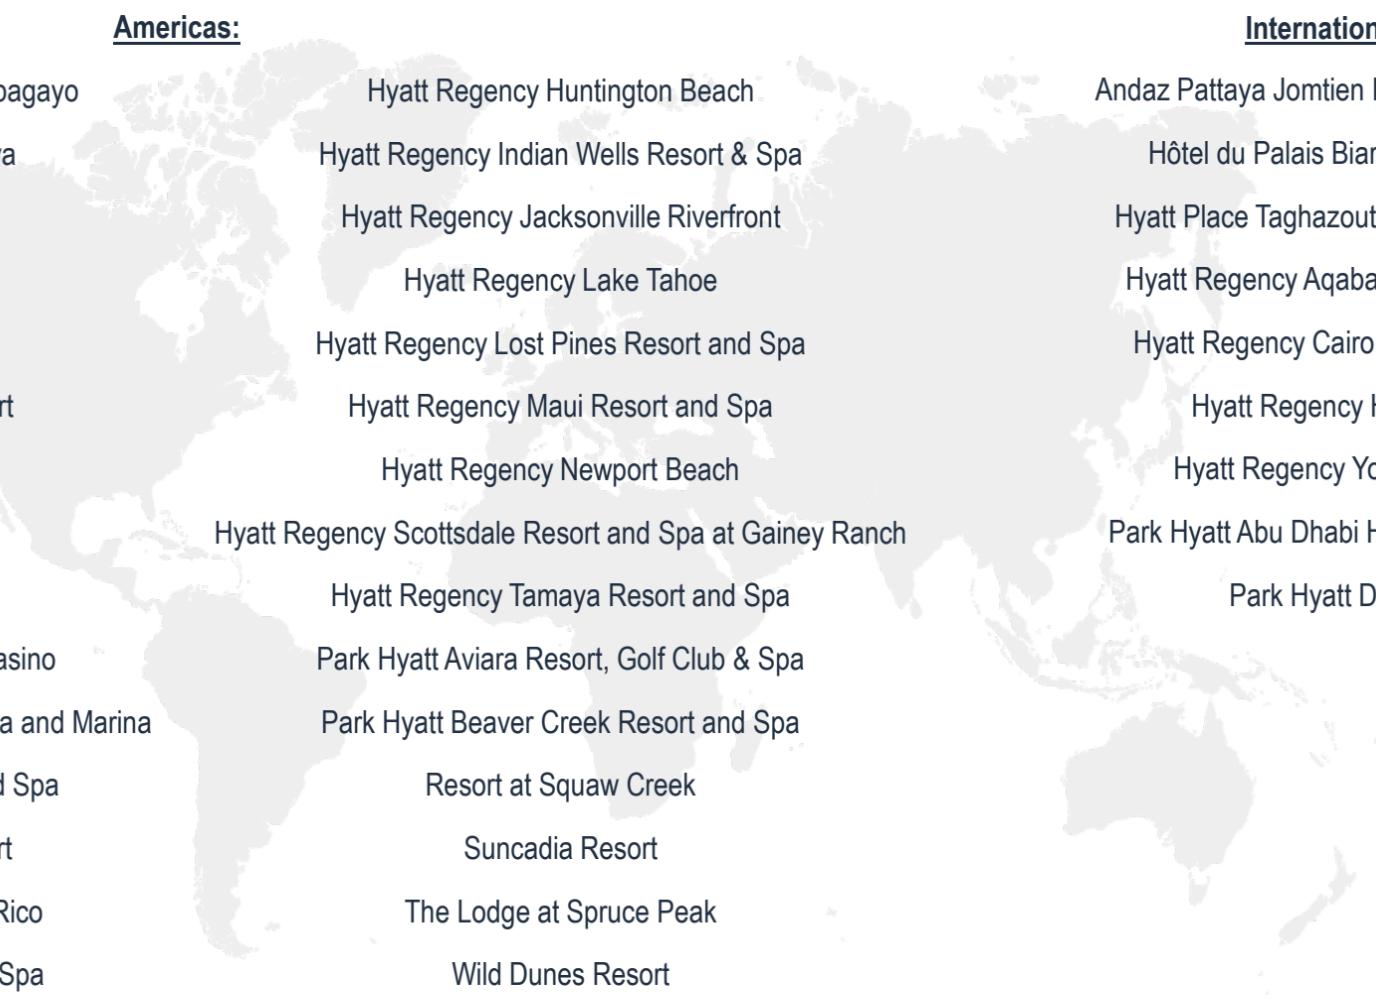 Americas:
and Marina
Spa
Rico
Spa
Hyatt Regency Huntington Beach
Hyatt Regency Indian Wells Resort & Spa
Hyatt Regency Jacksonville Riverfront
Hyatt Regency Lake Tahoe
Hyatt Regency Lost Pines Resort and Spa
Hyatt Regency Maui Resort and Spa
Hyatt Regency Newport Beach
Hyatt Regency Scottsdale Resort and Spa at Gainey Ranch
Hyatt Regency Tamaya Resort and Spa
Park Hyatt Aviara Resort, Golf Club & Spa
Park Hyatt Beaver Creek Resort and Spa
Resort at Squaw Creek
Suncadia Resort
The Lodge at Spruce Peak
Wild Dunes Resort
Andaz Pattaya Jomtien
Hôtel du Palais
Hyatt Place Taghazout
Hyatt Regency Aqaba
Hyatt Regency Cairo
Hyatt Regency
Hyatt Regency
Park Hyatt Abu Dhabi
Park Hyatt